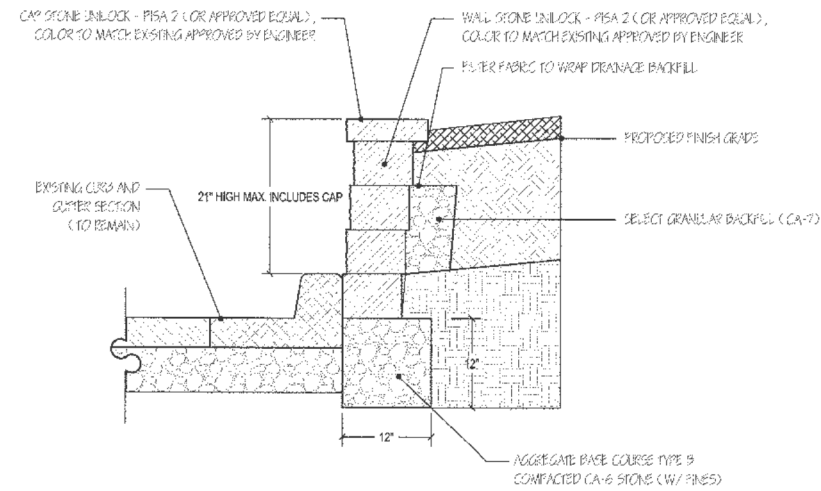 CAP STONE UNILOCK - PISA 2 ( OR APPROVED EQUAL ),
COLOR TO MATCH EXISTING APPROVED BY ENGINEER
WALL STONE UNILOCK - PISA 2 ( OR APPROVED EQUAL ),
COLOR TO MATCH EXISTING APPROVED BY ENGINEER
FILTER FABRIC TO WRAP DRAINAGE BACKFILL
PROPOSED FINISH GRADE
EXISTING CURB AND
GUTTER SECTION
( TO REMAIN )
21" HIGH MAX. INCLUDES CAP
SELECT GRANULAR BACKFILL ( CA-7 )
12"
12"
AGGREGATE BASE COURSE TYPE B
COMPACTED CA-6 STONE ( W/ FINES )